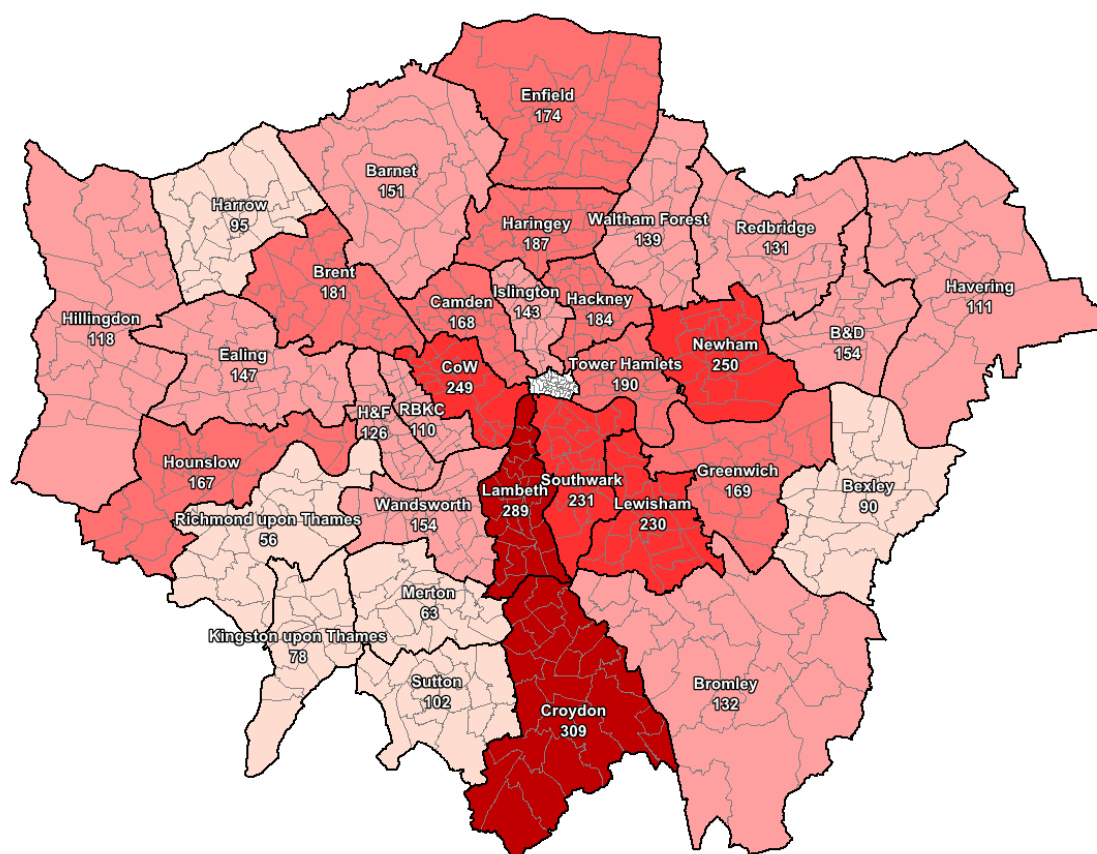 Enfield
174
Barnet
151
Harrow
95
Haringey
187
Waltham Forest
139
Redbridge
131
Brent
181
Camden
168
Islington
143
Hackney
184
Havering
111
Hillingdon
118
Ealing
147
CoW
249
Tower Hamlets
190
Newham
250
B&D
154
H&F
126
RBKC
110
Hounslow
167
Greenwich
169
Bexley
90
Richmond upon Thames
56
Wandsworth
154
Lambeth
289
Southwark
231
Lewisham
230
Merton
63
Kingston upon Thames
78
Sutton
102
Croydon
309
Bromley
132